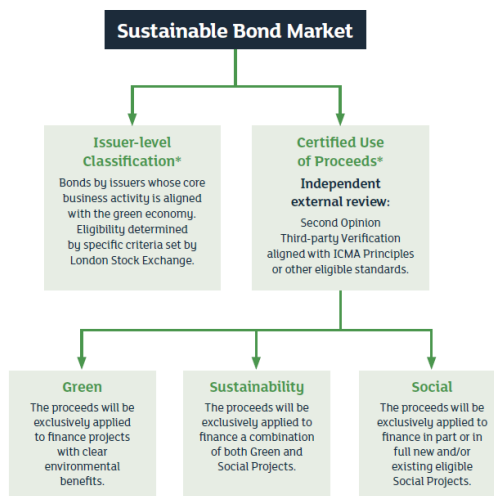 Sustainable Bond Market
Issuer-level
Classification*
Bonds by issuers whose core
business activity is aligned
with the green economy.
Eligibility determined
by specific criteria set by
London Stock Exchange.
Certified Use
of Proceeds*
Independent
external review:
Second Opinion
Third-party Verification
aligned with ICMA Principles
or other eligible standards.
Green
The proceeds will be
exclusively applied
to finance projects
with clear
environmental
benefits.
Sustainability
The proceeds will be
exclusively applied to
finance a combination
of both Green and
Social Projects.
Social
The proceeds will be
exclusively applied to
finance in part or in
full new and/or
existing eligible
Social Projects.